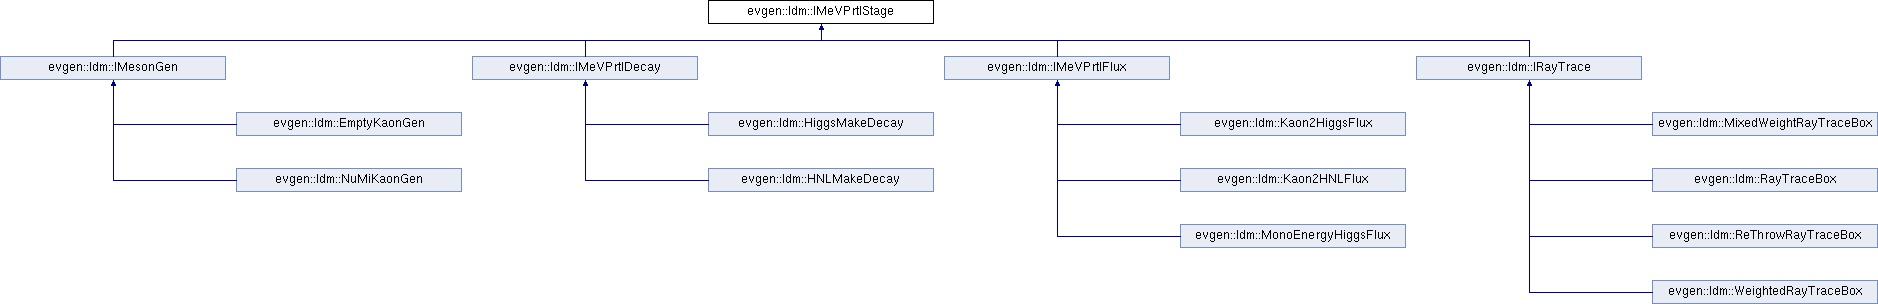 evgen::ldm::IMeVPrtlStage
evgen::ldm::IMesonGen
evgen::ldm::IMeVPrtlDecay
evgen::ldm::IMeVPrtlFlux
evgen::ldm::IRayTrace
evgen::ldm::EmptyKaonGen
evgen::ldm::HiggsMakeDecay
evgen::ldm::Kaon2HiggsFlux
evgen::ldm::MixedWeightRayTraceBox
evgen::ldm::NuMiKaonGen
evgen::ldm::HNLMakeDecay
evgen::ldm::Kaon2HNLFlux
evgen::ldm::RayTraceBox
evgen::ldm::MonoEnergyHiggsFlux
evgen::ldm::ReThrowRayTraceBox
evgen::ldm::WeightedRayTraceBox